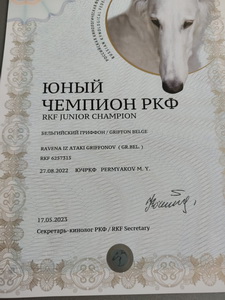 ЮНЫЙ
ЧЕМПИОН РКФ
RKF JUNIOR CHAMPION
БЕЛЬГИЙСКИЙ ГРИФФОН / GRIFFON BELGE
RAVENA IZ ATAKI GRIFFONOV ( GR.BEL. )
RKF 6257315
27.08.2022 ЮЧРКФ PERMYAKOV M. Y.
17.05.2023
Секретарь-кинолог РКФ / RKF Secretary